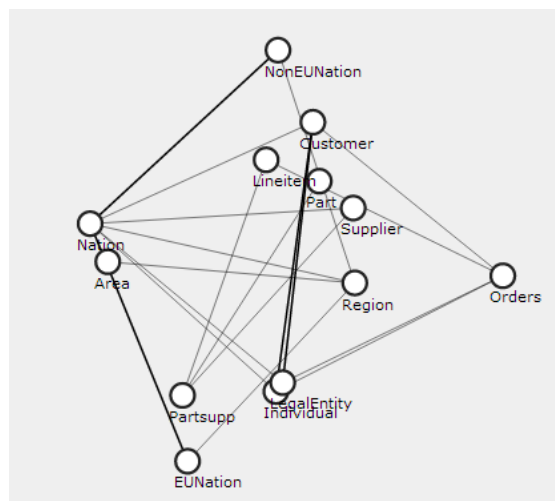 NonEUNation
Customer
Lineitem
Part
Supplier
Nation
Area
Region
Orders
LegalEntity
Individual
Partsupp
EUNation